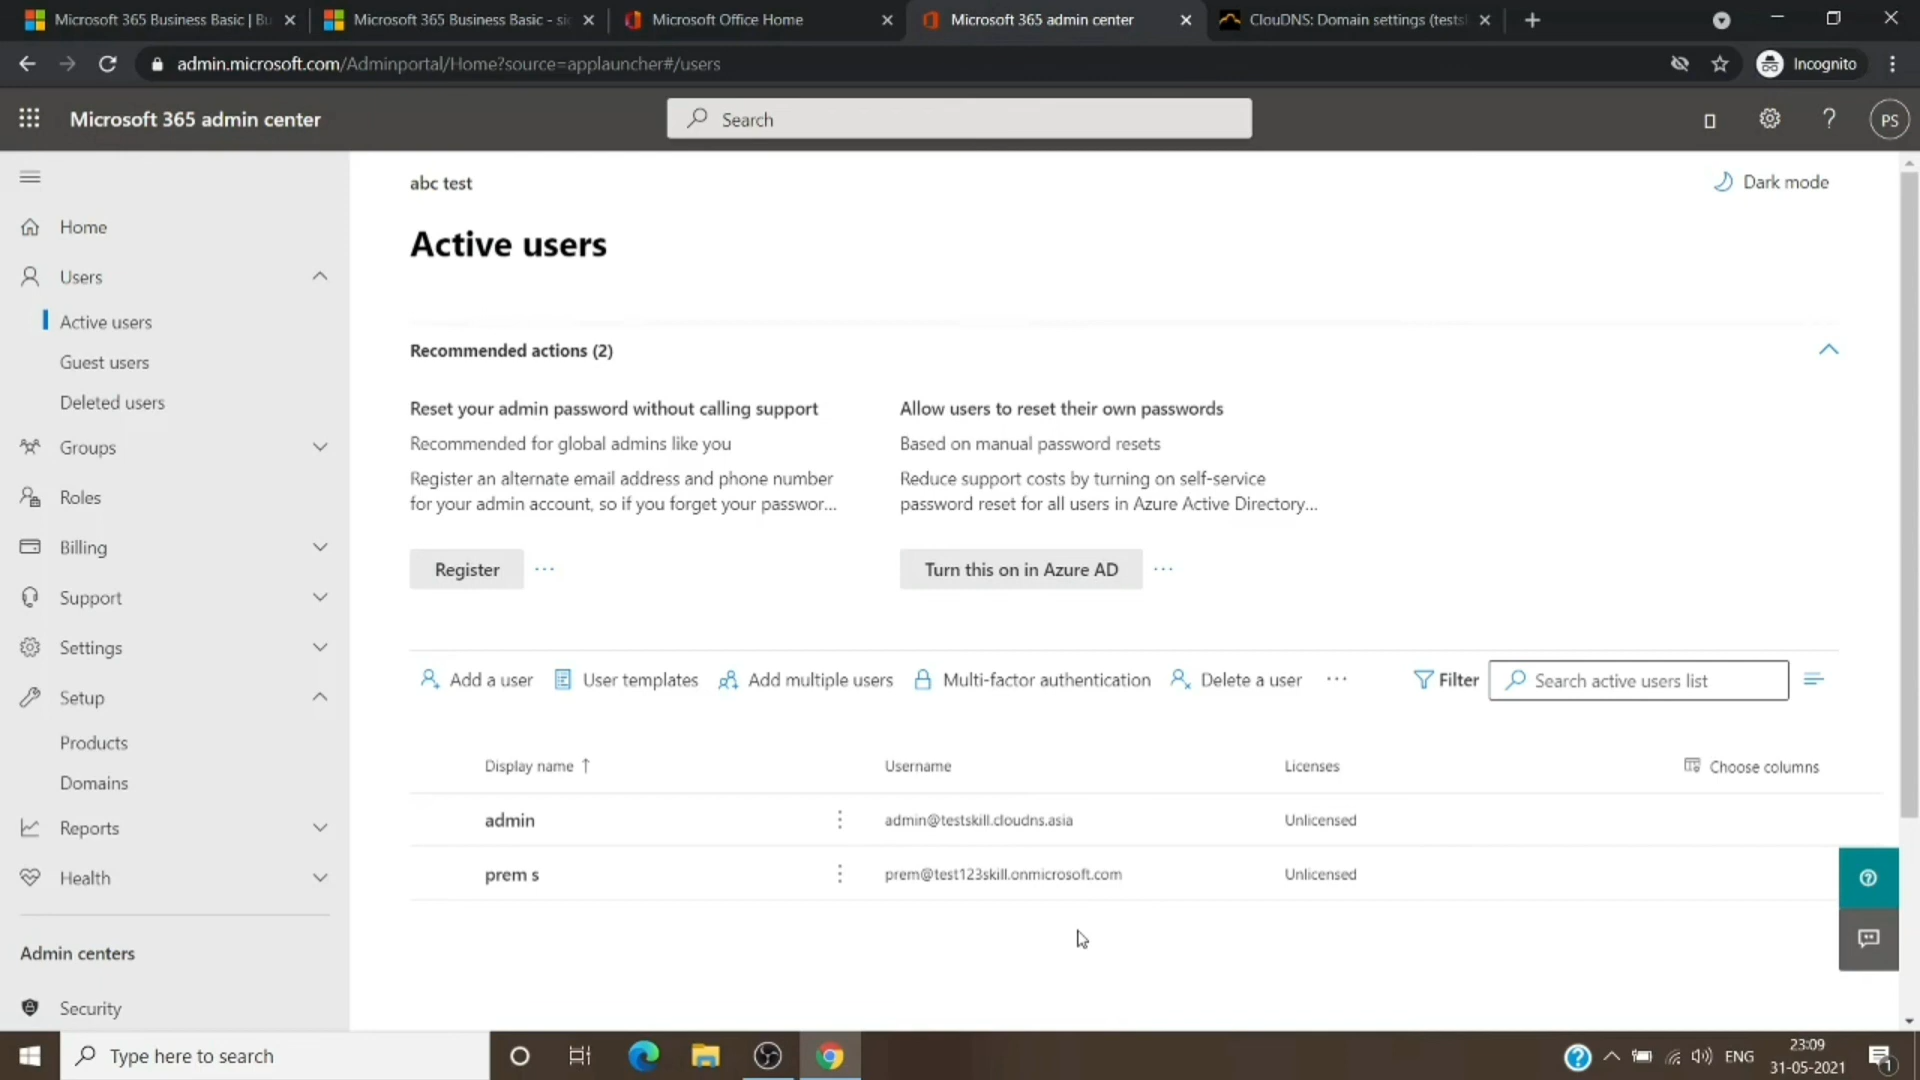 Microsoft 365 Business Basic | Bu
Microsoft 365 Business Basic - si
Microsoft Office Home
Microsoft 365 admin center
ClouDNS: Domain settings (tests
admin.microsoft.com/Adminportal/Home?source=applauncher#/users
Incognito
Microsoft 365 admin center
Search
PS
abc test
Dark mode
Active users
Home
Users
Active users
Guest users
Deleted users
Groups
Roles
Billing
Support
Settings
Setup
Products
Domains
Reports
Health
Admin centers
Security
Recommended actions (2)
Reset your admin password without calling support
Recommended for global admins like you
Register an alternate email address and phone number
for your admin account, so if you forget your passwor...
Register
Allow users to reset their own passwords
Based on manual password resets
Reduce support costs by turning on self-service
password reset for all users in Azure Active Directory...
Turn this on in Azure AD
Add a user
User templates
Add multiple users
Multi-factor authentication
Delete a user
Filter
Search active users list
Display name ↑
Username
Licenses
Choose columns
admin
admin@testskill.cloudns.asia
Unlicensed
prem s
prem@test123skill.onmicrosoft.com
Unlicensed
Type here to search
ENG
23:09
31-05-2021
1